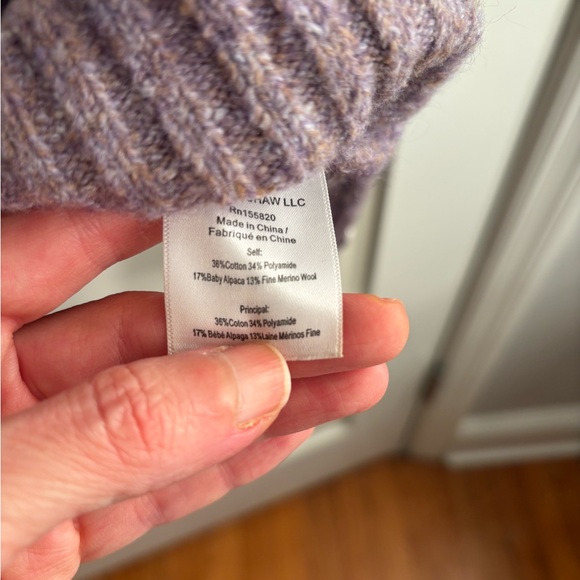 HAW LLC
Rn155820
Made in China /
Fabriqué en Chine
Self:
36%Cotton 34% Polyamide
17%Baby Alpaca 13% Fine Merino Wool
Principal:
36%Coton 34% Polyamide
17% Bébé Alpaga 13%Laine Mérinos Fine